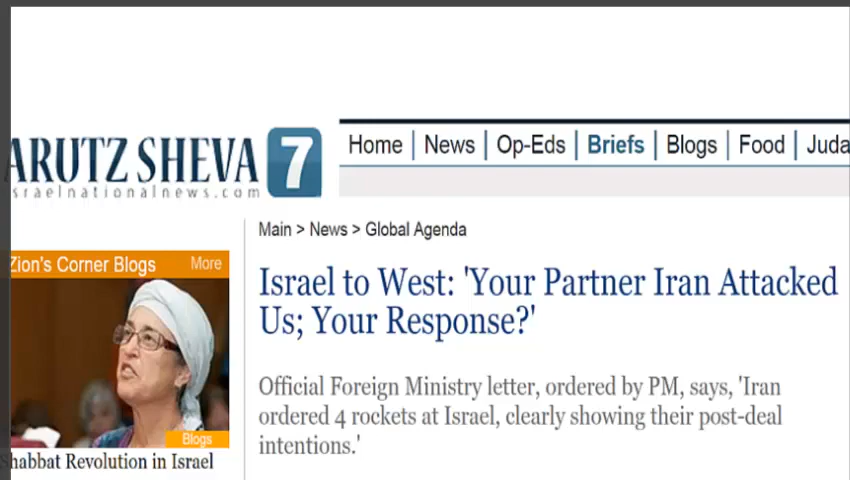 ARUTZ SHEVA 7
israelnationalnews.com
Home News Op-Eds Briefs Blogs Food Juda
Main > News > Global Agenda
Zion's Corner Blogs More
Blogs
Shabbat Revolution in Israel
Israel to West: 'Your Partner Iran Attacked
Us; Your Response?'
Official Foreign Ministry letter, ordered by PM, says, 'Iran
ordered 4 rockets at Israel, clearly showing their post-deal
intentions.'